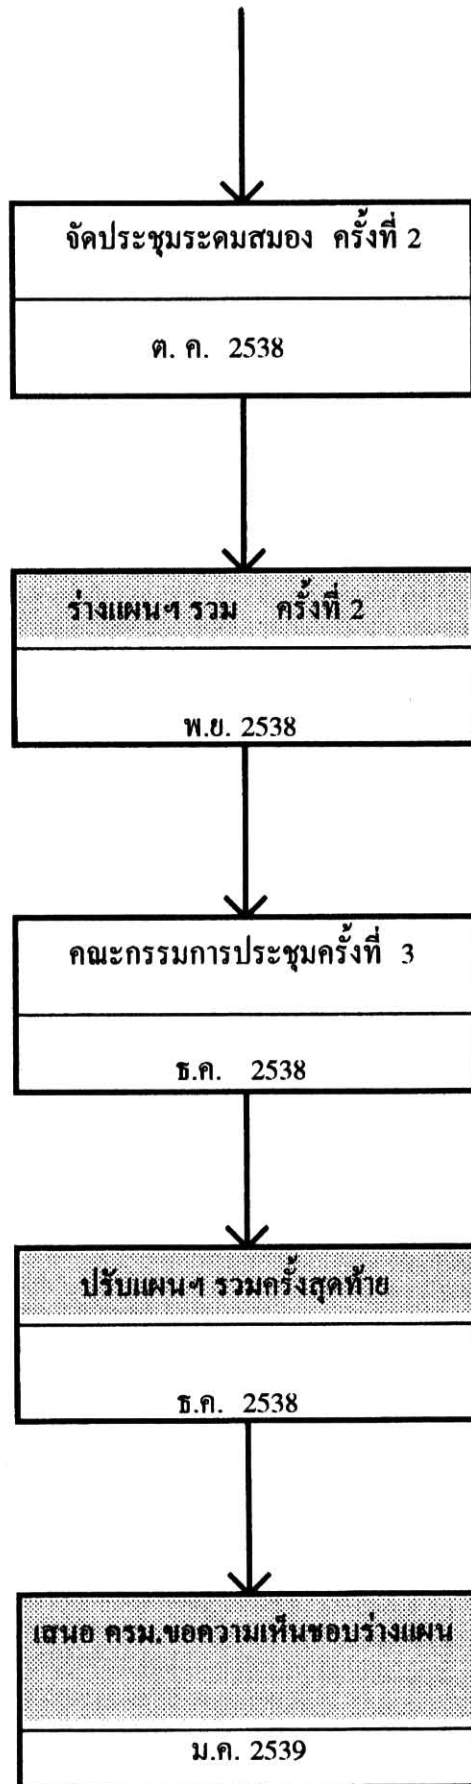 จัดประชุมระดมสมอง ครั้งที่ 2
ต. ค. 2538
ร่างแผนฯ รวม ครั้งที่ 2
พ.ย. 2538
คณะกรรมการประชุมครั้งที่ 3
ธ.ค. 2538
ปรับแผนฯ รวมครั้งสุดท้าย
ธ.ค. 2538
เสนอ ครม.ขอความเห็นชอบร่างแผน
ม.ค. 2539